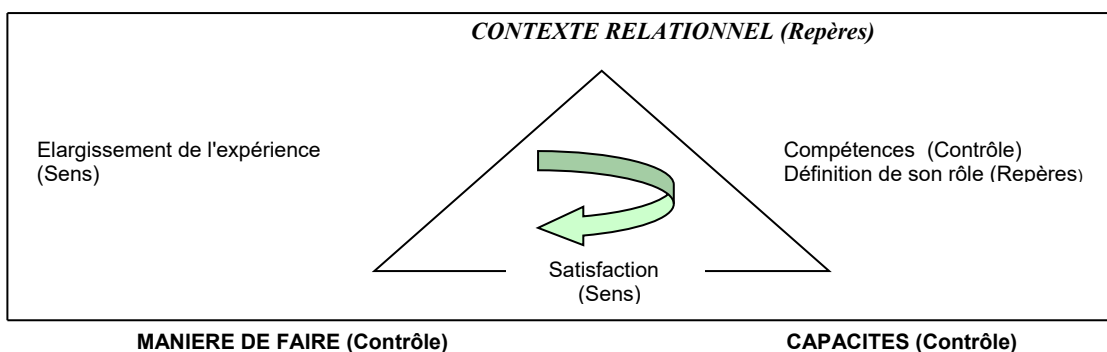 CONTEXTE RELATIONNEL (Repères)
Elargissement de l'expérience
(Sens)
Compétences (Contrôle)
Définition de son rôle (Repères)
Satisfaction
(Sens)
MANIERE DE FAIRE (Contrôle)
CAPACITES (Contrôle)